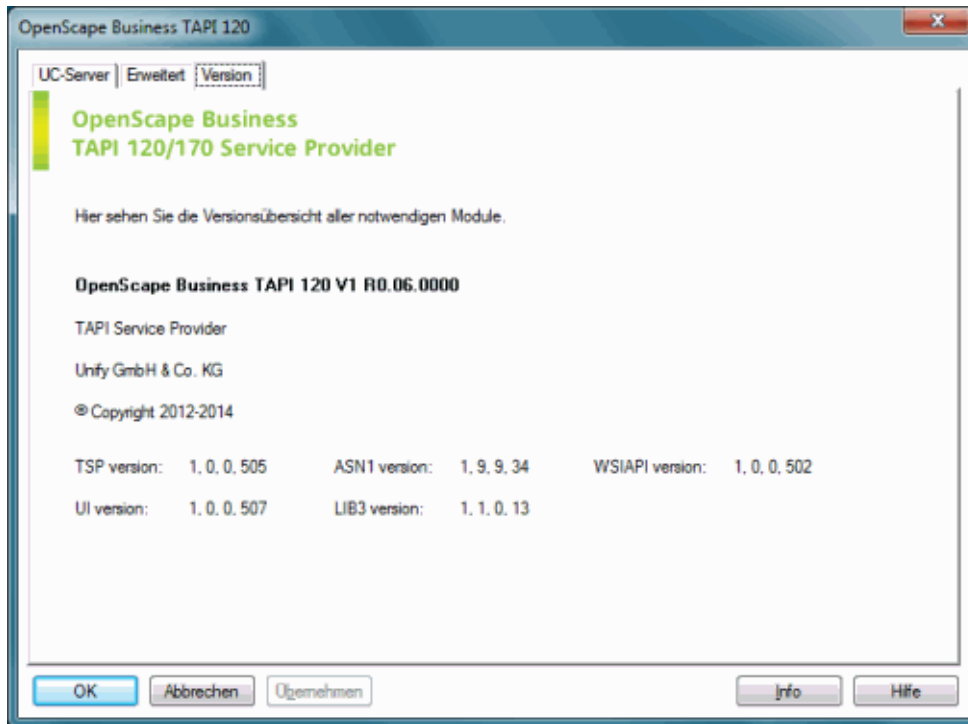 OpenScape Business TAPI 120
UC-Server Erweitert Version
OpenScape Business
TAPI 120/170 Service Provider
Hier sehen Sie die Versionsübersicht aller notwendigen Module.
OpenScape Business TAPI 120 V1 R0.06.0000
TAPI Service Provider
Unify GmbH & Co. KG
® Copyright 2012-2014
TSP version: 1, 0, 0, 505 ASN1 version: 1, 9, 9, 34 WSIAPI version: 1, 0, 0, 502
UI version: 1, 0, 0, 507 LIB3 version: 1, 1, 0, 13
OK Abbrechen Übernehmen Info Hilfe